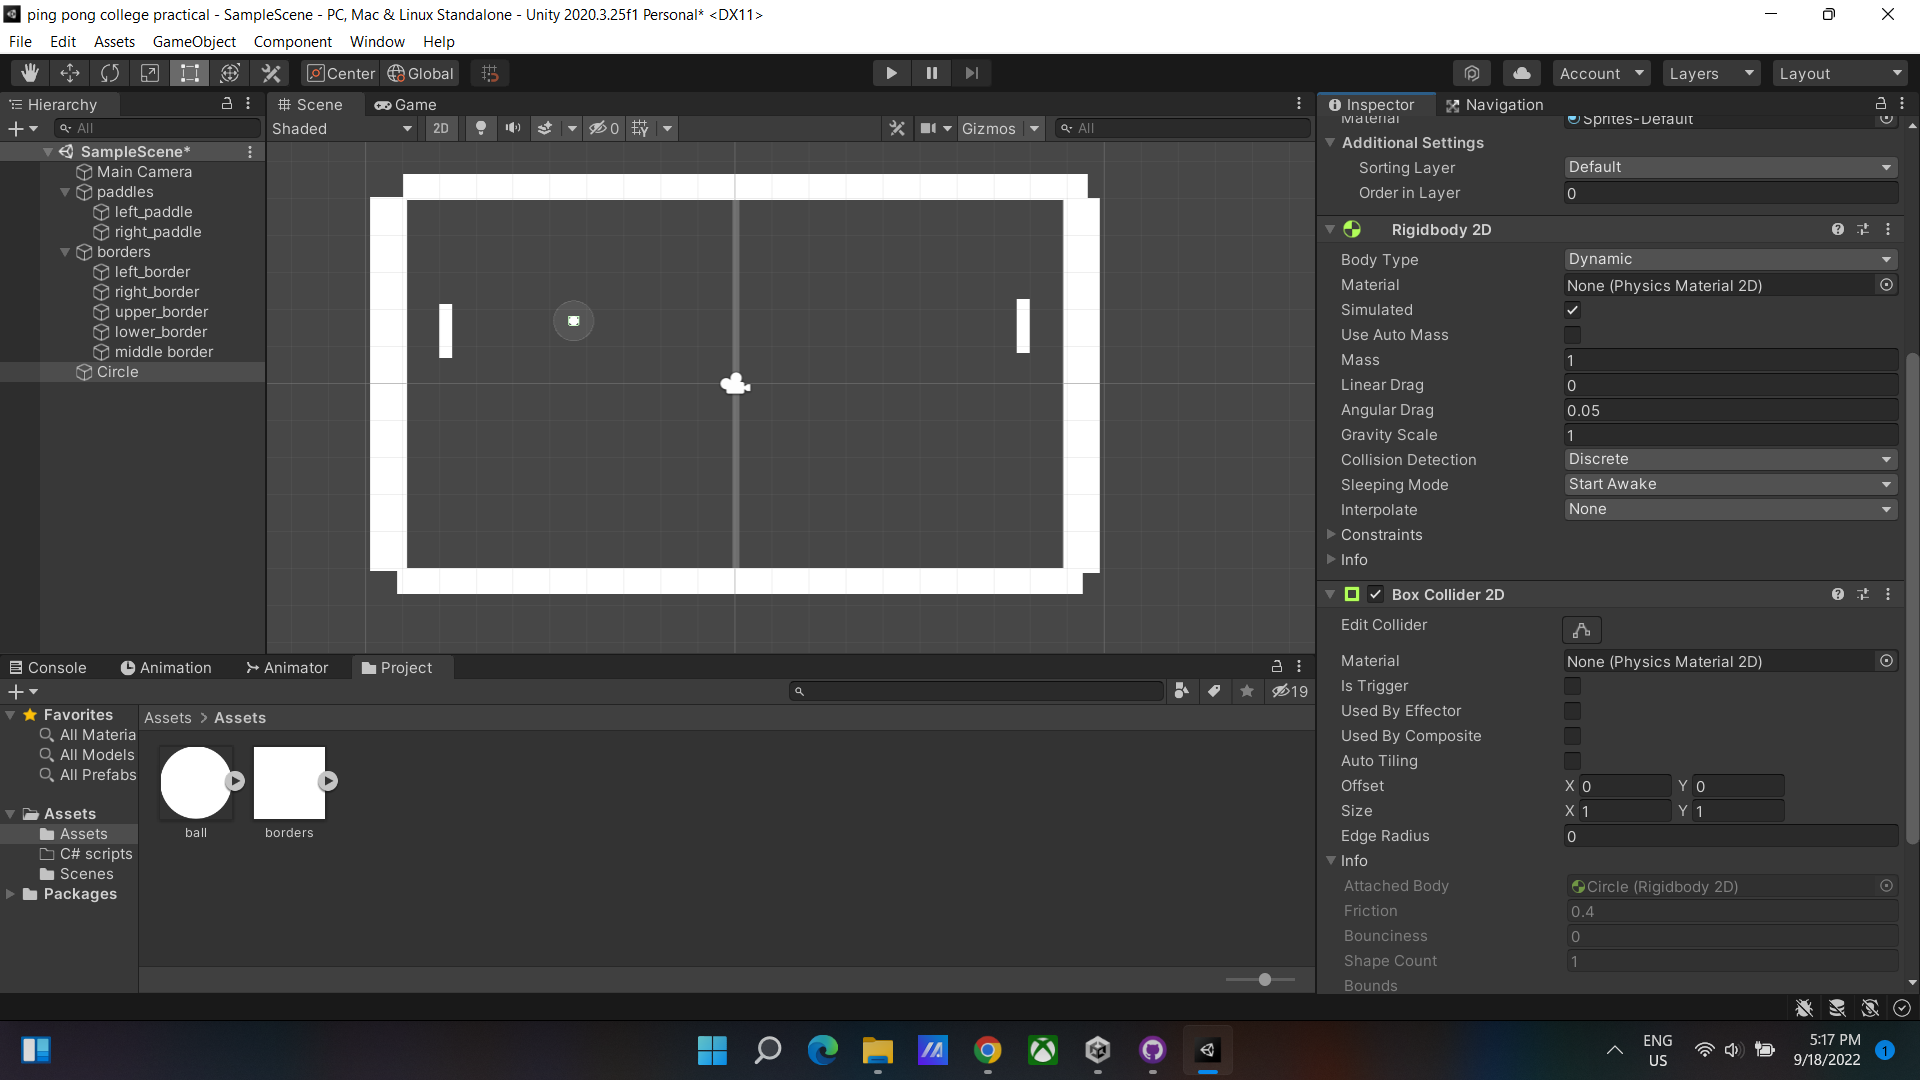 ping pong college practical - SampleScene - PC, Mac & Linux Standalone - Unity 2020.3.25f1 Personal* <DX11>
File Edit Assets GameObject Component Window Help
Center Global Account Layers Layout
Hierarchy
All
SampleScene*
Main Camera
paddles
left_paddle
right_paddle
borders
left_border
right_border
upper_border
lower_border
middle border
Circle
Scene Game
Shaded 2D 0 Gizmos All
Inspector Navigation
Material Sprites-Default
Additional Settings
Sorting Layer Default
Order in Layer 0
Rigidbody 2D
Body Type Dynamic
Material None (Physics Material 2D)
Simulated
Use Auto Mass
Mass 1
Linear Drag 0
Angular Drag 0.05
Gravity Scale 1
Collision Detection Discrete
Sleeping Mode Start Awake
Interpolate None
Constraints
Info
Box Collider 2D
Edit Collider
Material None (Physics Material 2D)
Is Trigger
Used By Effector
Used By Composite
Auto Tiling
Offset X 0 Y 0
Size X 1 Y 1
Edge Radius 0
Info
Attached Body Circle (Rigidbody 2D)
Friction 0.4
Bounciness 0
Shape Count 1
Bounds
Console Animation Animator Project
19
Favorites
All Materia
All Models
All Prefabs
Assets
Assets
C# scripts
Scenes
Packages
Assets > Assets
ball borders
ENG
US
5:17 PM
9/18/2022
1